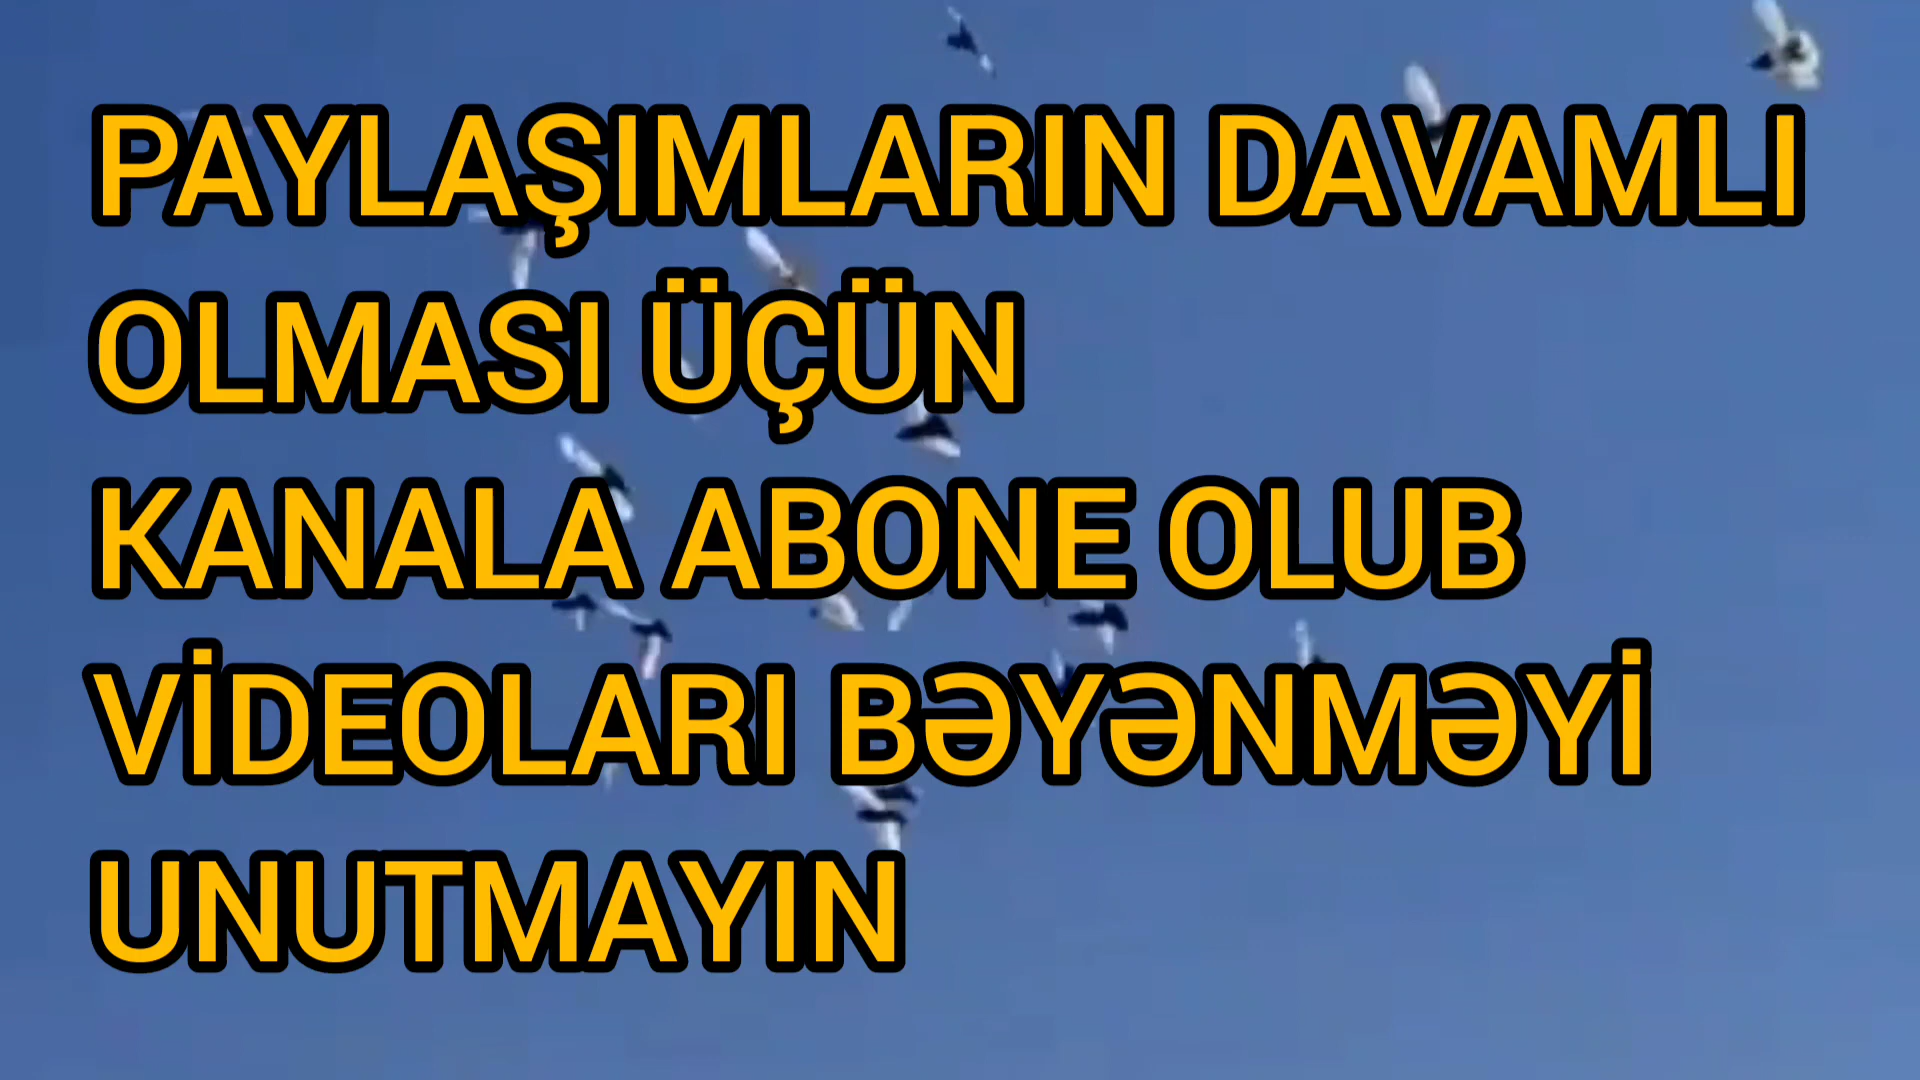 PAYLAŞIMLARIN DAVAMLI
OLMASI ÜÇÜN
KANALA ABONE OLUB
VİDEOLARI BƏYƏNMƏYİ
UNUTMAYIN